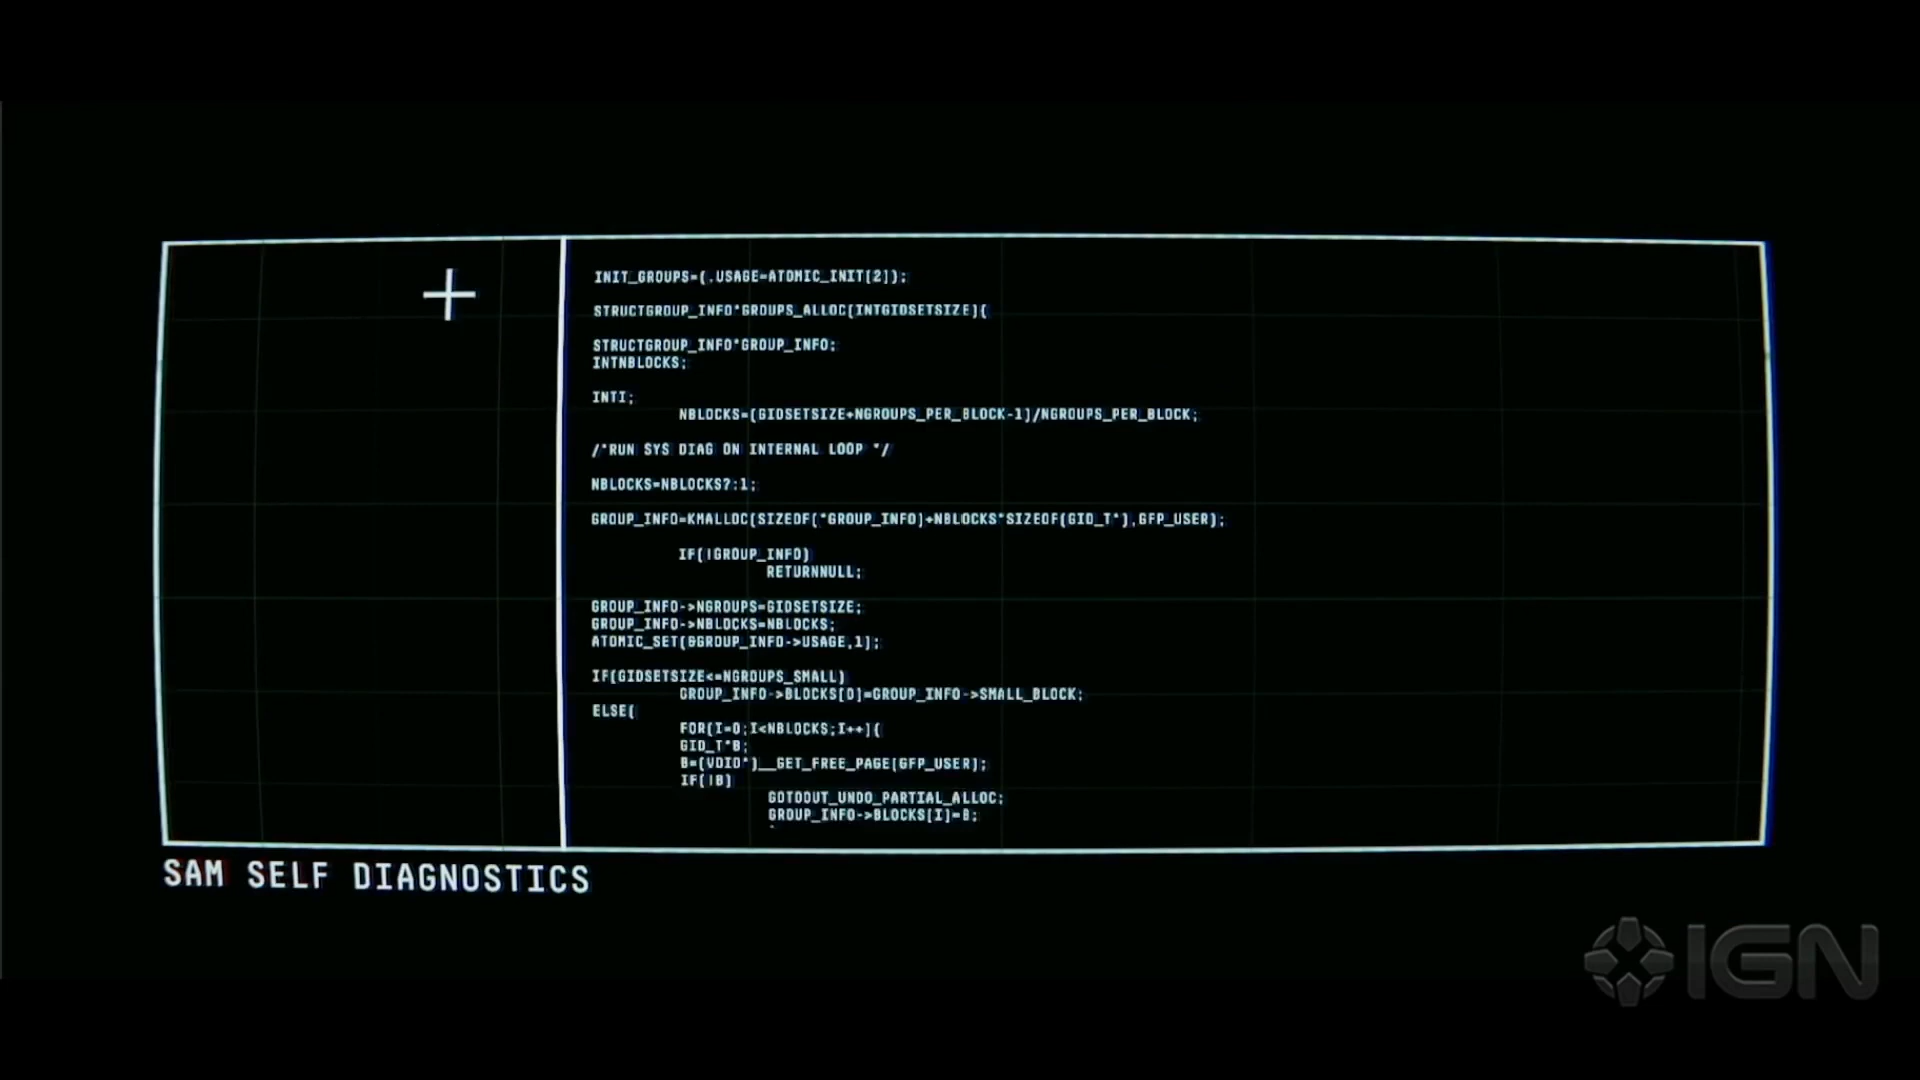 INIT_GROUPS=(.USAGE=ATOMIC_INIT[2]);
STRUCTGROUP_INFO*GROUPS_ALLOC[INTGIDSETSIZE]{
STRUCTGROUP_INFO*GROUP_INFO;
INTNBLOCKS;
INTI;
NBLOCKS=[GIDSETSIZE+NGROUPS_PER_BLOCK-1]/NGROUPS_PER_BLOCK;
/*RUN SYS DIAG ON INTERNAL LOOP */
NBLOCKS=NBLOCKS?:1;
GROUP_INFO=KMALLOC[SIZEOF(*GROUP_INFO]+NBLOCKS*SIZEOF(GID_T*),GFP_USER);
IF(!GROUP_INFO)
RETURNNULL;
GROUP_INFO->NGROUPS=GIDSETSIZE;
GROUP_INFO->NBLOCKS=NBLOCKS;
ATOMIC_SET[&GROUP_INFO->USAGE,1];
IF[GIDSETSIZE<=NGROUPS_SMALL)
GROUP_INFO->BLOCKS[0]=GROUP_INFO->SMALL_BLOCK;
ELSE{
FOR[I=0;I<NBLOCKS;I++]{
GID_T*B;
B=[VOID*)__GET_FREE_PAGE[GFP_USER];
IF[!B]
GOTOOUT_UNDO_PARTIAL_ALLOC;
GROUP_INFO->BLOCKS[I]=B;
SAM SELF DIAGNOSTICS
IGN